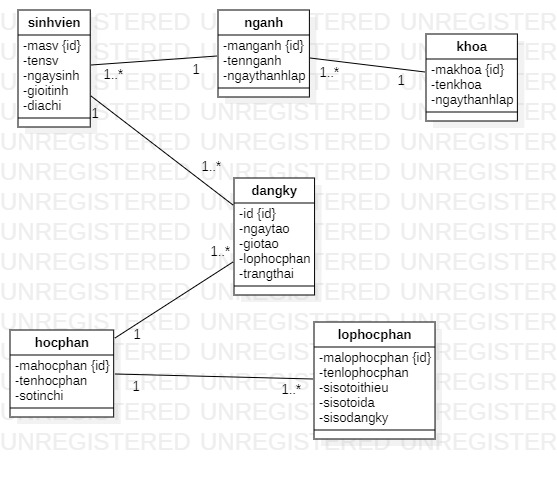 sinhvien
-masv {id}
-tensv
-ngaysinh
-gioitinh
-diachi
nganh
-manganh {id}
-tennganh
-ngaythanhlap
khoa
-makhoa {id}
-tenkhoa
-ngaythanhlap
1..*
1
1..*
1
1
1..*
dangky
-id {id}
-ngaytao
-giotao
-lophocphan
-trangthai
1..*
1
hocphan
-mahocphan {id}
-tenhocphan
-sotinchi
1
1..*
lophocphan
-malophocphan {id}
-tenlophocphan
-sisotoithieu
-sisotoida
-sisodangky
UNREGISTERED UNREGISTERED UNREGISTERED